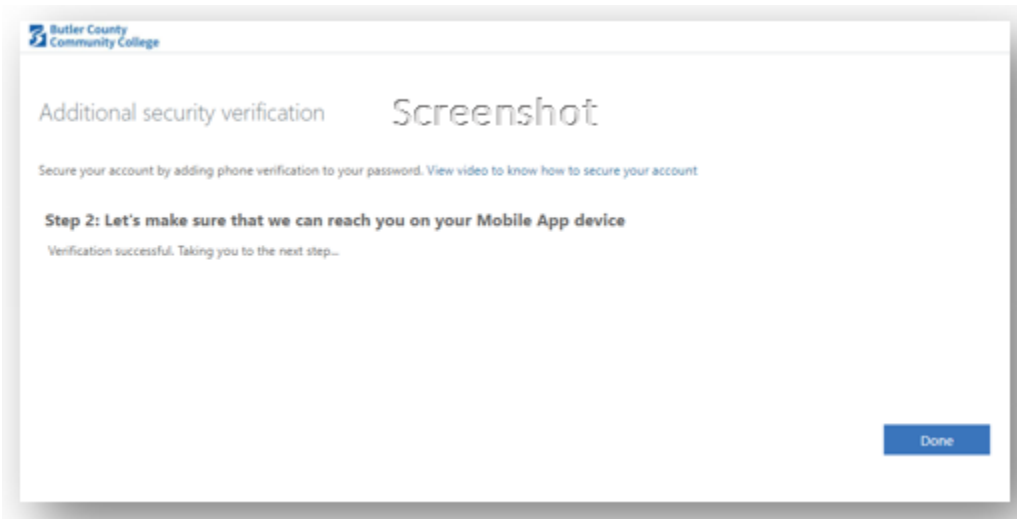 Butler County
Community College
Additional security verification
Screenshot
Secure your account by adding phone verification to your password. View video to know how to secure your account
Step 2: Let's make sure that we can reach you on your Mobile App device
Verification successful. Taking you to the next step...
Done